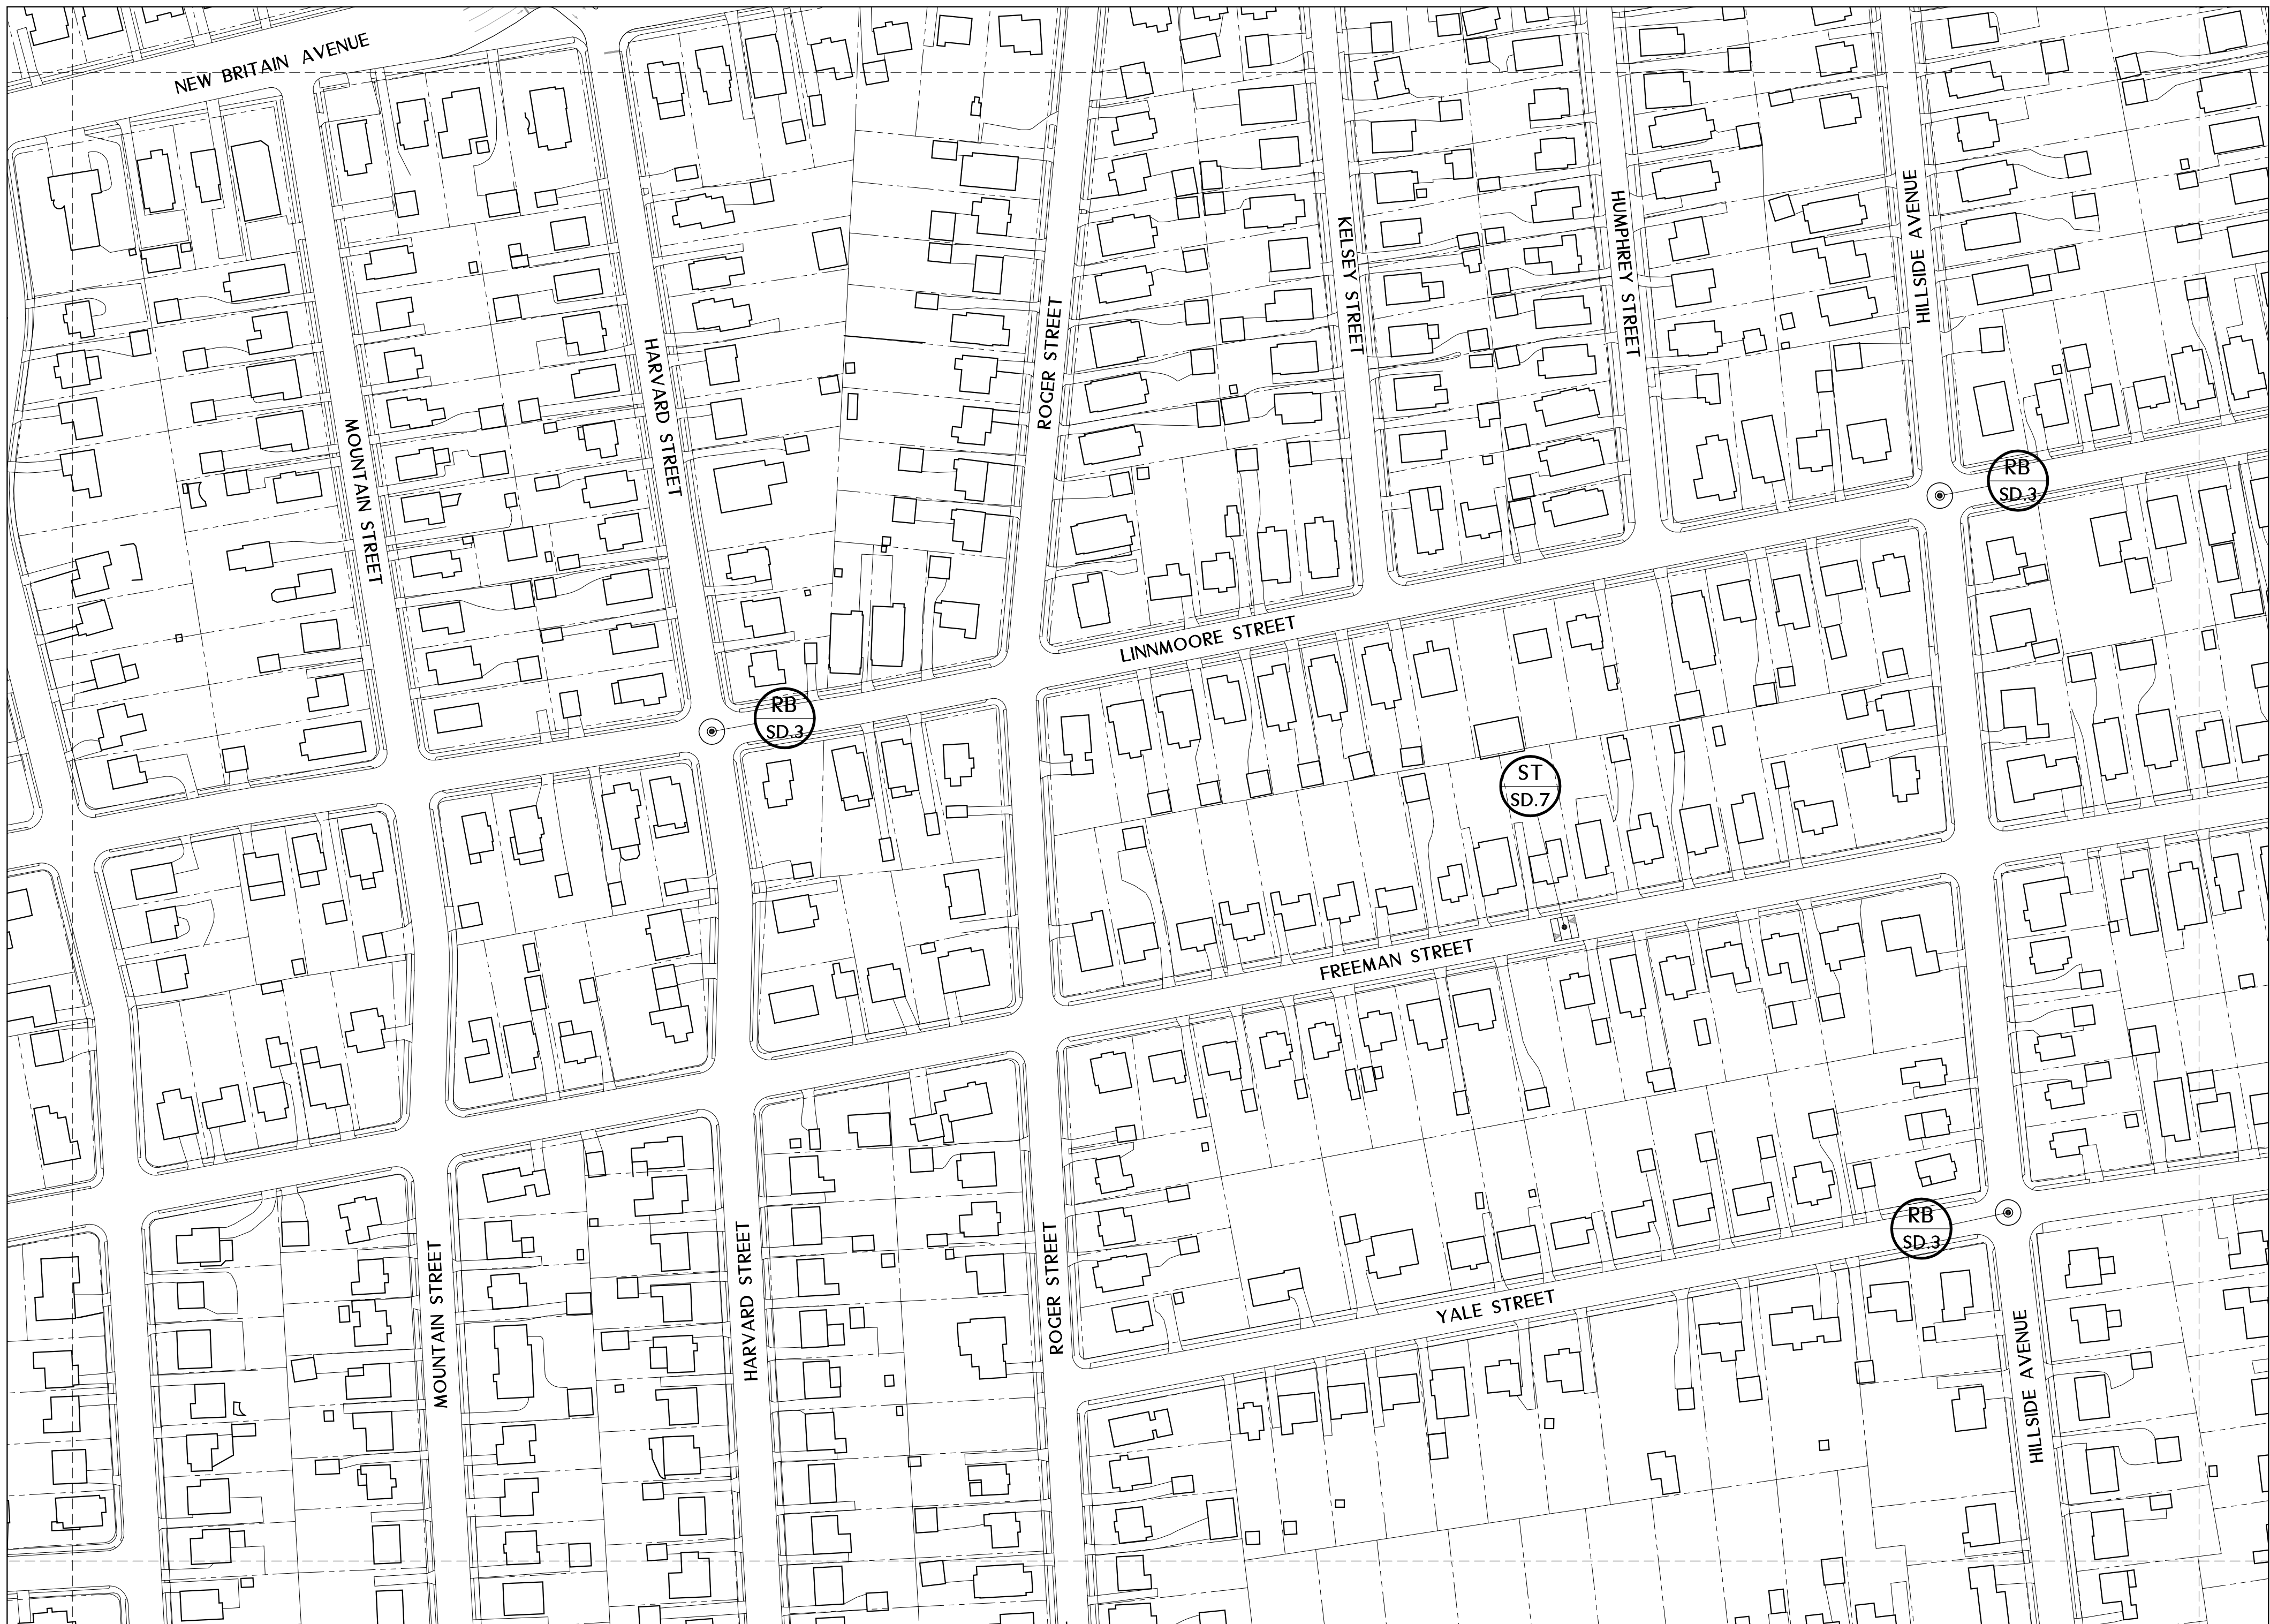 NEW BRITAIN AVENUE
MOUNTAIN STREET
HARVARD STREET
ROGER STREET
KELSEY STREET
HUMPHREY STREET
HILLSIDE AVENUE
RB
SD.3
LINNMOORE STREET
RB
SD.3
ST
SD.7
FREEMAN STREET
RB
SD.3
YALE STREET
MOUNTAIN STREET
HARVARD STREET
ROGER STREET
HILLSIDE AVENUE